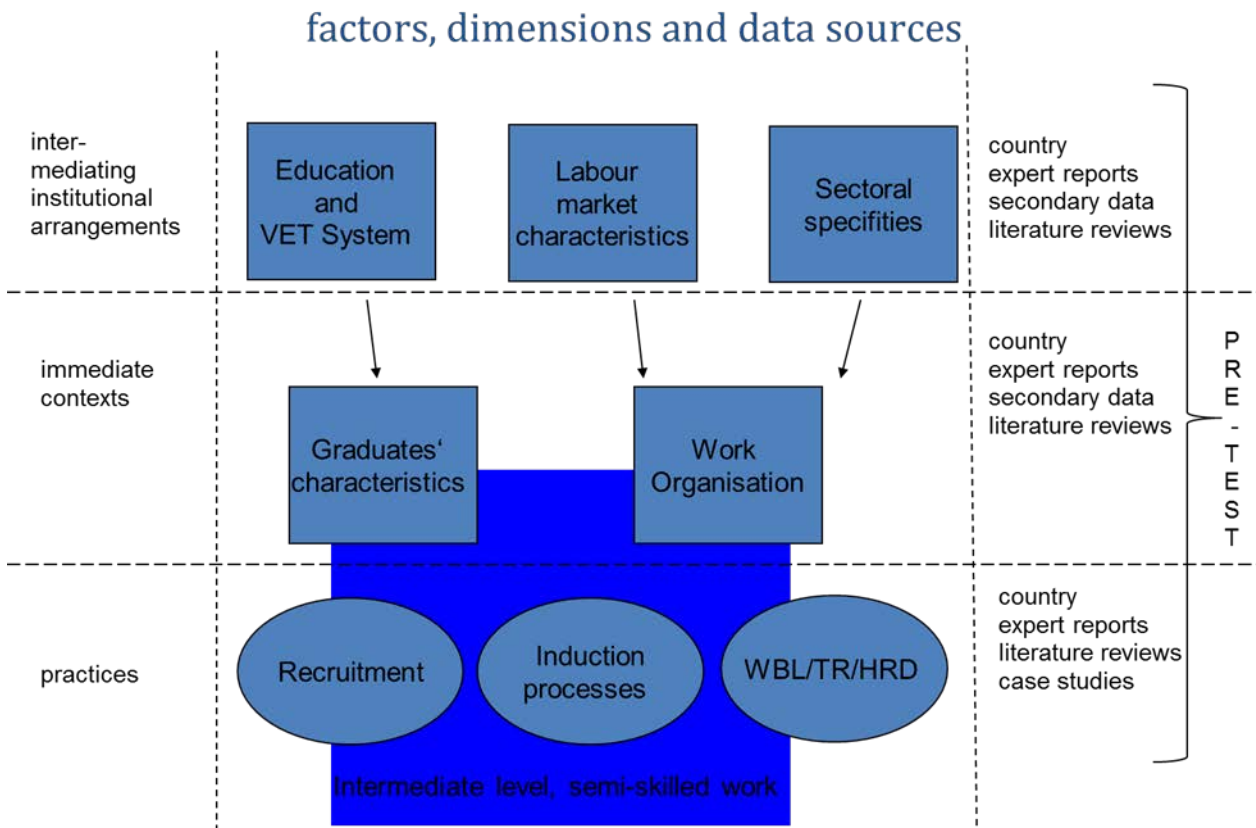 factors, dimensions and data sources
inter-
mediating
institutional
arrangements
Education
and
VET System
Labour
market
characteristics
Sectoral
specifities
country
expert reports
secondary data
literature reviews
immediate
contexts
Graduates‘
characteristics
Work
Organisation
country
expert reports
secondary data
literature reviews
P
R
E
-
T
E
S
T
practices
Recruitment
Induction
processes
WBL/TR/HRD
country
expert reports
literature reviews
case studies
Intermediate level, semi-skilled work